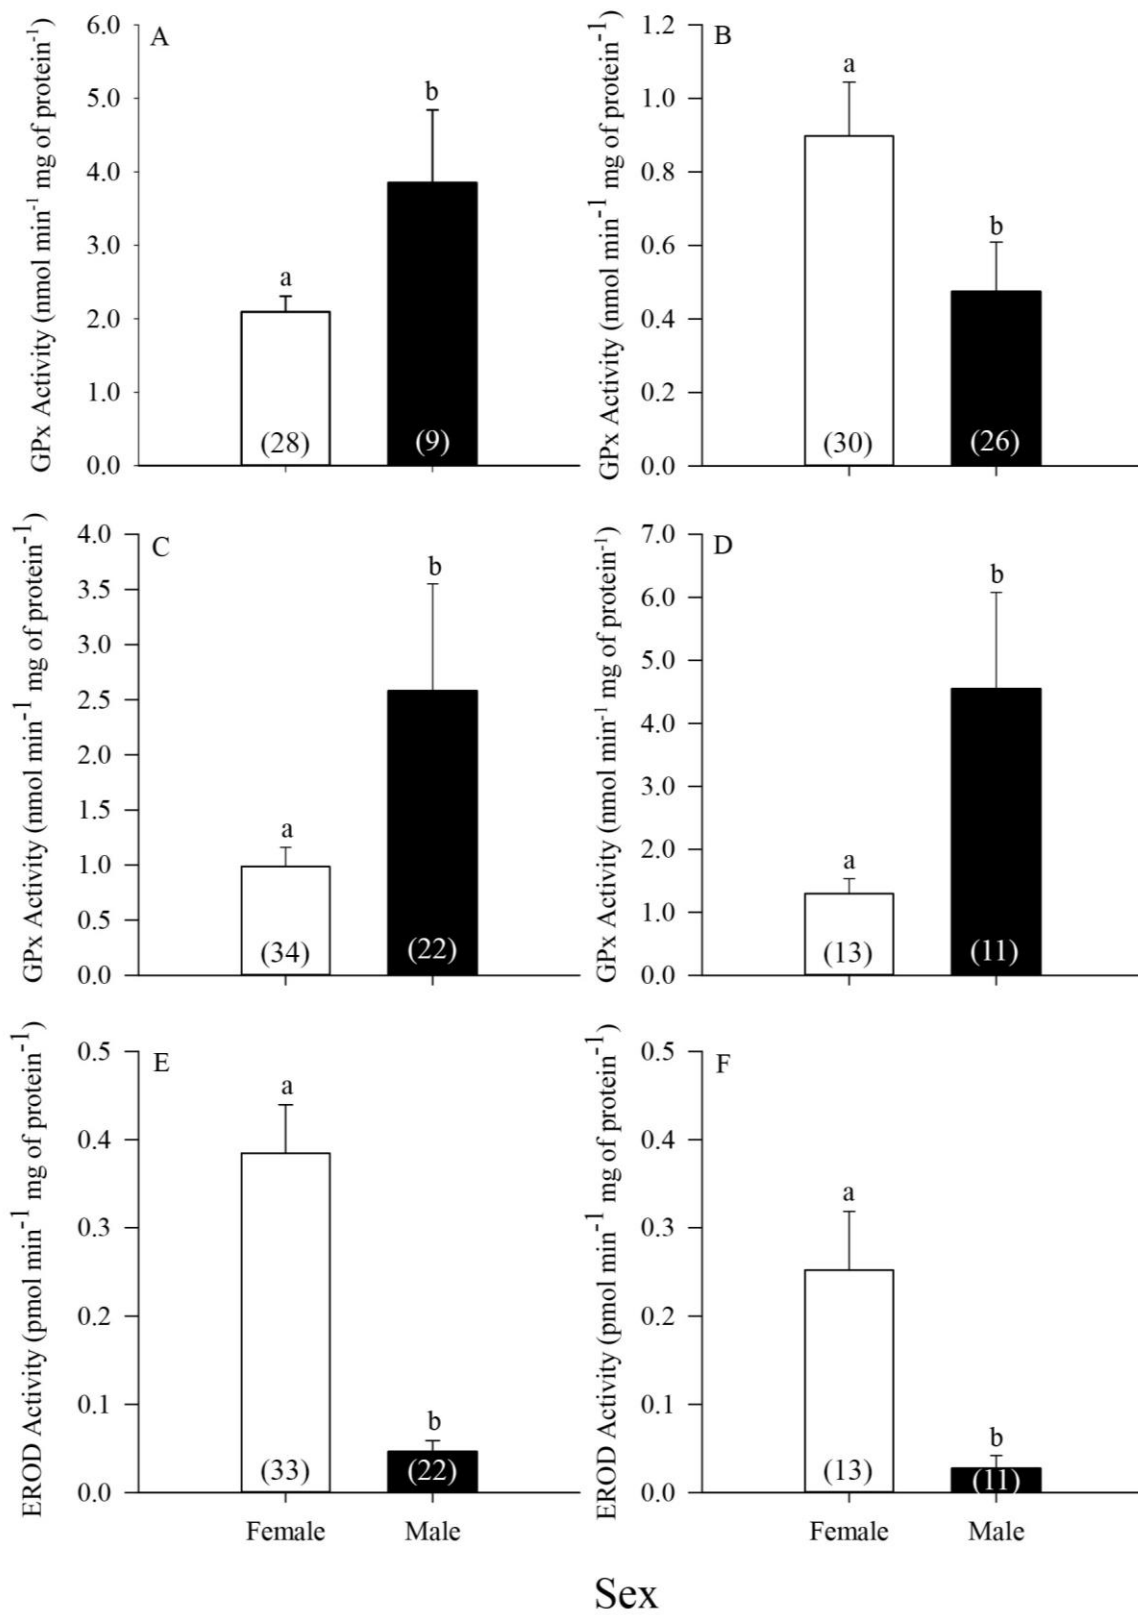 GPx Activity (nmol min⁻¹ mg of protein⁻¹)
6.0
5.0
4.0
3.0
2.0
1.0
0.0
A
a
b
(28)
(9)
GPx Activity (nmol min⁻¹ mg of protein⁻¹)
1.2
1.0
0.8
0.6
0.4
0.2
0.0
B
a
b
(30)
(26)
GPx Activity (nmol min⁻¹ mg of protein⁻¹)
4.0
3.5
3.0
2.5
2.0
1.5
1.0
0.5
0.0
C
a
b
(34)
(22)
GPx Activity (nmol min⁻¹ mg of protein⁻¹)
7.0
6.0
5.0
4.0
3.0
2.0
1.0
0.0
D
a
b
(13)
(11)
EROD Activity (pmol min⁻¹ mg of protein⁻¹)
0.5
0.4
0.3
0.2
0.1
0.0
E
a
b
(33)
(22)
Female
Male
EROD Activity (pmol min⁻¹ mg of protein⁻¹)
0.5
0.4
0.3
0.2
0.1
0.0
F
a
b
(13)
(11)
Female
Male
Sex